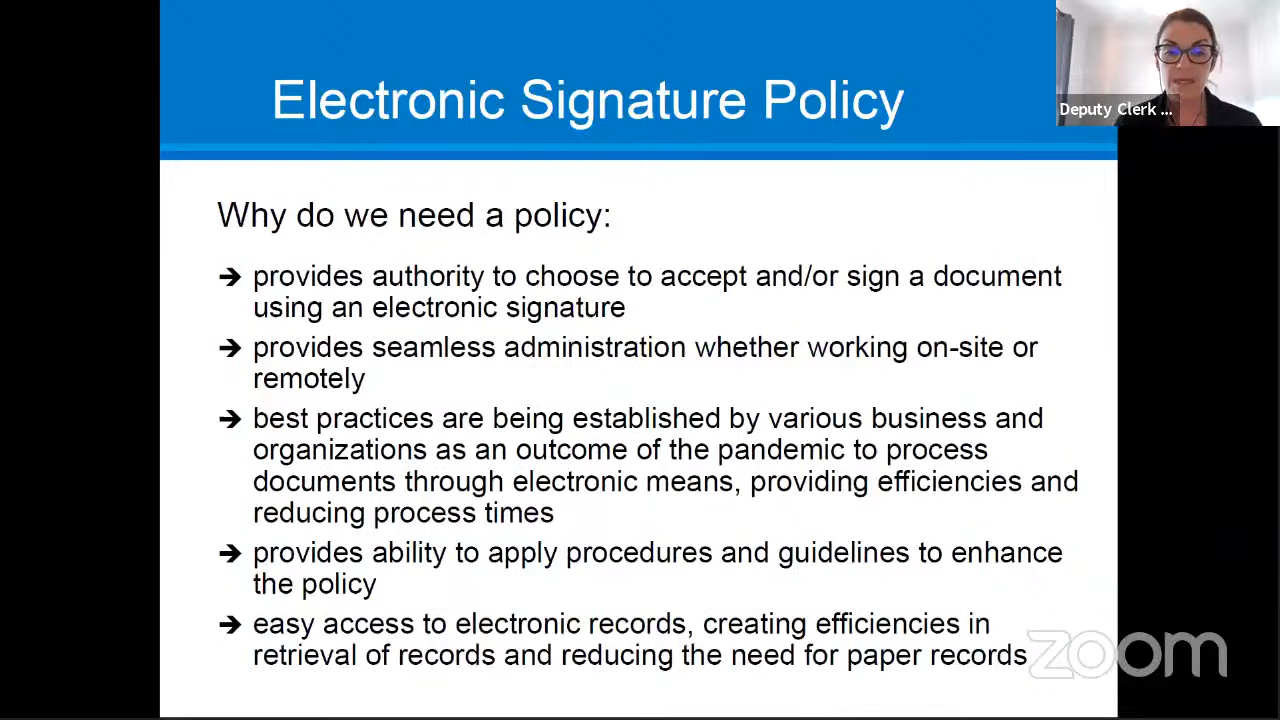 Electronic Signature Policy
Deputy Clerk ...
Why do we need a policy:
➔ provides authority to choose to accept and/or sign a document
using an electronic signature
➔ provides seamless administration whether working on-site or
remotely
➔ best practices are being established by various business and
organizations as an outcome of the pandemic to process
documents through electronic means, providing efficiencies and
reducing process times
➔ provides ability to apply procedures and guidelines to enhance
the policy
➔ easy access to electronic records, creating efficiencies in
retrieval of records and reducing the need for paper records
zoom